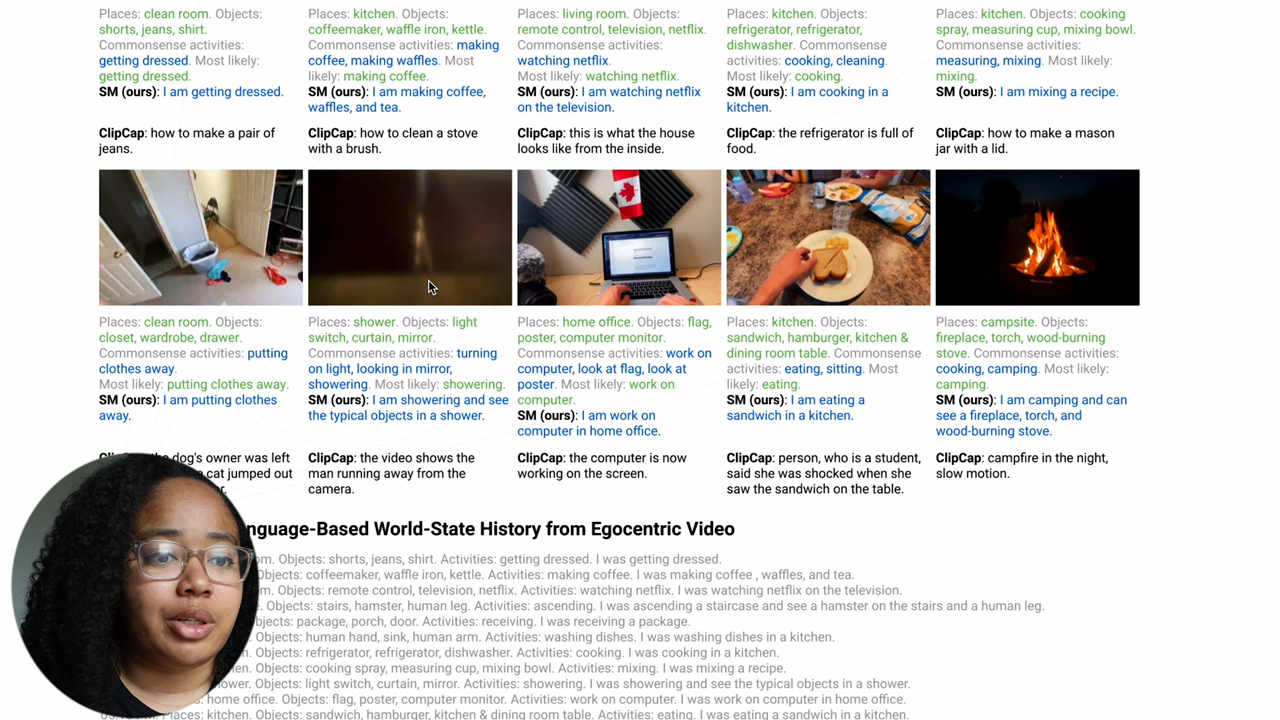 Places: clean room. Objects:
shorts, jeans, shirt.
Commonsense activities:
getting dressed. Most likely:
getting dressed.
SM (ours): I am getting dressed.
ClipCap: how to make a pair of
jeans.
Places: kitchen. Objects:
coffeemaker, waffle iron, kettle.
Commonsense activities: making
coffee, making waffles. Most
likely: making coffee.
SM (ours): I am making coffee,
waffles, and tea.
ClipCap: how to clean a stove
with a brush.
Places: living room. Objects:
remote control, television, netflix.
Commonsense activities:
watching netflix.
Most likely: watching netflix.
SM (ours): I am watching netflix
on the television.
ClipCap: this is what the house
looks like from the inside.
Places: kitchen. Objects:
refrigerator, refrigerator,
dishwasher. Commonsense
activities: cooking, cleaning.
Most likely: cooking.
SM (ours): I am cooking in a
kitchen.
ClipCap: the refrigerator is full of
food.
Places: kitchen. Objects: cooking
spray, measuring cup, mixing bowl.
Commonsense activities:
measuring, mixing. Most likely:
mixing.
SM (ours): I am mixing a recipe.
ClipCap: how to make a mason
jar with a lid.
Places: clean room. Objects:
closet, wardrobe, drawer.
Commonsense activities: putting
clothes away.
Most likely: putting clothes away.
SM (ours): I am putting clothes
away.
the dog's owner was left
cat jumped out
Places: shower. Objects: light
switch, curtain, mirror.
Commonsense activities: turning
on light, looking in mirror,
showering. Most likely: showering.
SM (ours): I am showering and see
the typical objects in a shower.
ClipCap: the video shows the
man running away from the
camera.
Places: home office. Objects: flag,
poster, computer monitor.
Commonsense activities: work on
computer, look at flag, look at
poster. Most likely: work on
computer.
SM (ours): I am work on
computer in home office.
ClipCap: the computer is now
working on the screen.
Places: kitchen. Objects:
sandwich, hamburger, kitchen &
dining room table. Commonsense
activities: eating, sitting. Most
likely: eating.
SM (ours): I am eating a
sandwich in a kitchen.
ClipCap: person, who is a student,
said she was shocked when she
saw the sandwich on the table.
Places: campsite. Objects:
fireplace, torch, wood-burning
stove. Commonsense activities:
cooking, camping. Most likely:
camping.
SM (ours): I am camping and can
see a fireplace, torch, and
wood-burning stove.
ClipCap: campfire in the night,
slow motion.
nguage-Based World-State History from Egocentric Video
om. Objects: shorts, jeans, shirt. Activities: getting dressed. I was getting dressed.
Objects: coffeemaker, waffle iron, kettle. Activities: making coffee. I was making coffee , waffles, and tea.
m. Objects: remote control, television, netflix. Activities: watching netflix. I was watching netflix on the television.
e. Objects: stairs, hamster, human leg. Activities: ascending. I was ascending a staircase and see a hamster on the stairs and a human leg.
bjects: package, porch, door. Activities: receiving. I was receiving a package.
Objects: human hand, sink, human arm. Activities: washing dishes. I was washing dishes in a kitchen.
n. Objects: refrigerator, refrigerator, dishwasher. Activities: cooking. I was cooking in a kitchen.
en. Objects: cooking spray, measuring cup, mixing bowl. Activities: mixing. I was mixing a recipe.
ower. Objects: light switch, curtain, mirror. Activities: showering. I was showering and see the typical objects in a shower.
: home office. Objects: flag, poster, computer monitor. Activities: work on computer. I was work on computer in home office.
Places: kitchen. Objects: sandwich, hamburger, kitchen & dining room table. Activities: eating. I was eating a sandwich in a kitchen.